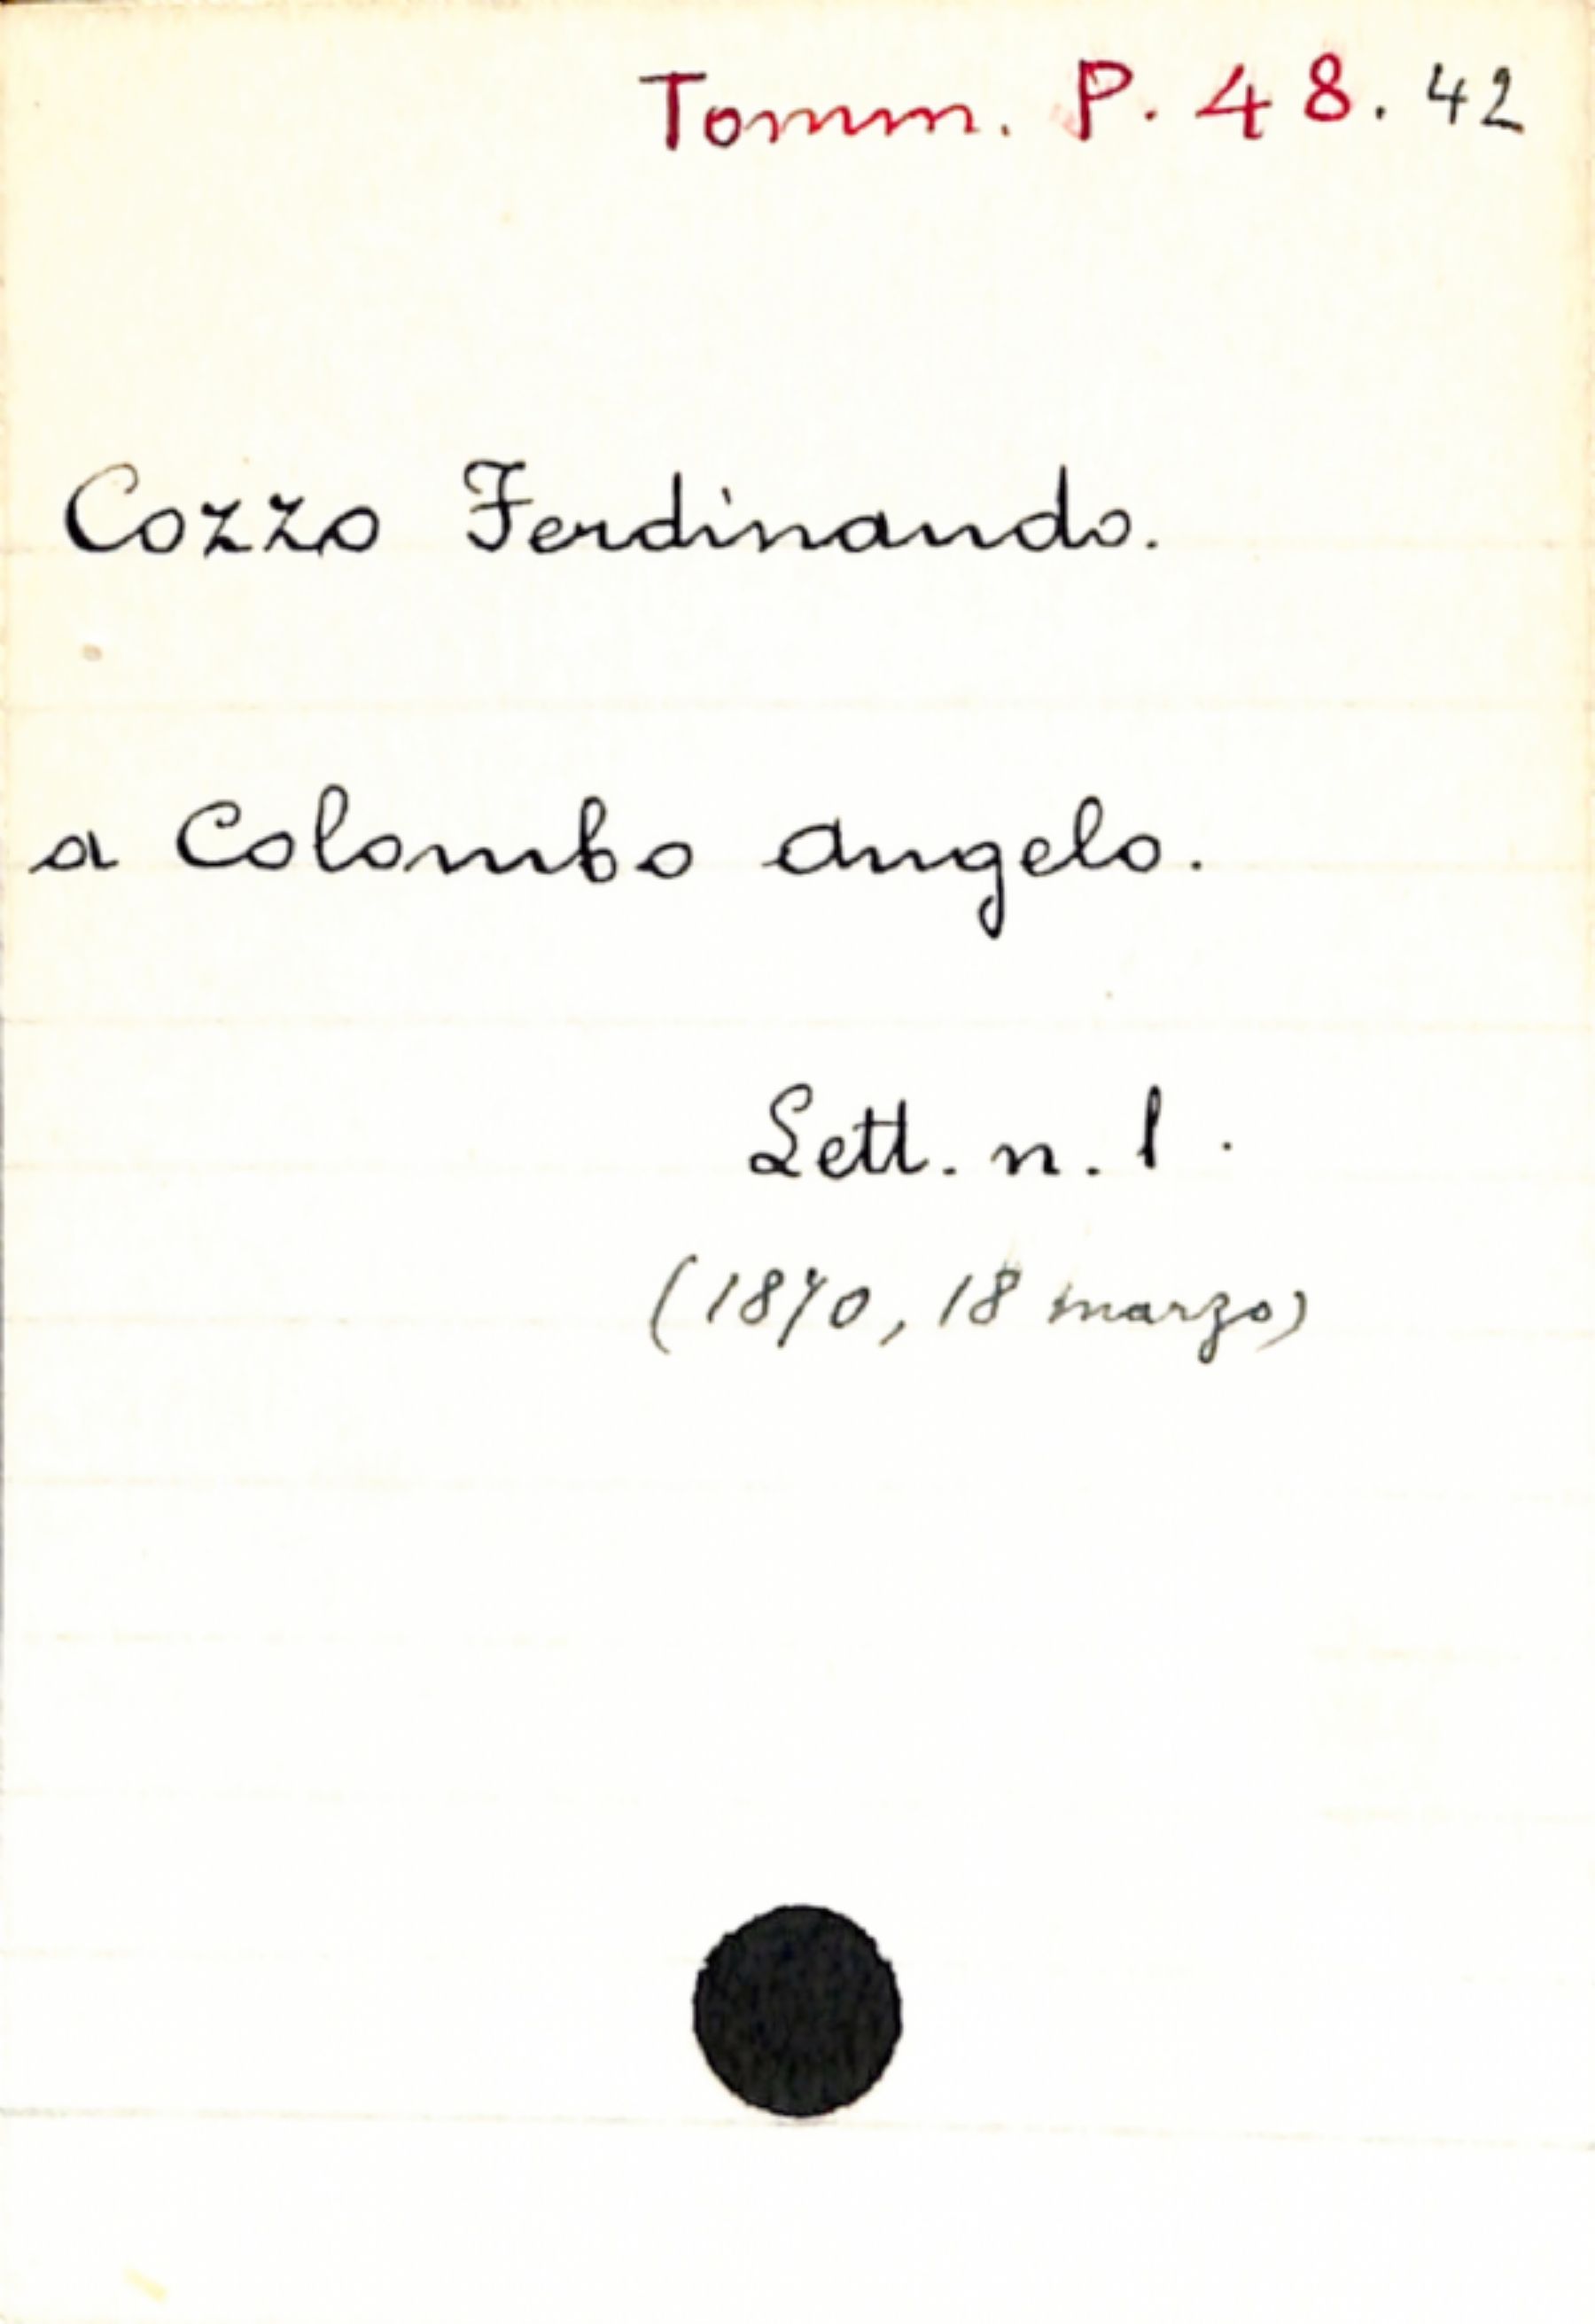 Tomm. P. 48. 42
Cozzo Ferdinando.
a Colombo Angelo.
Lett. n. 1.
(1870, 18 marzo)